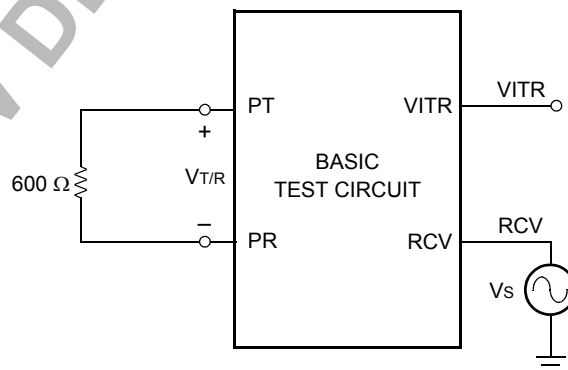 PT
VITR
VITR
+
600 Ω
VT/R
BASIC
TEST CIRCUIT
−
PR
RCV
RCV
VS